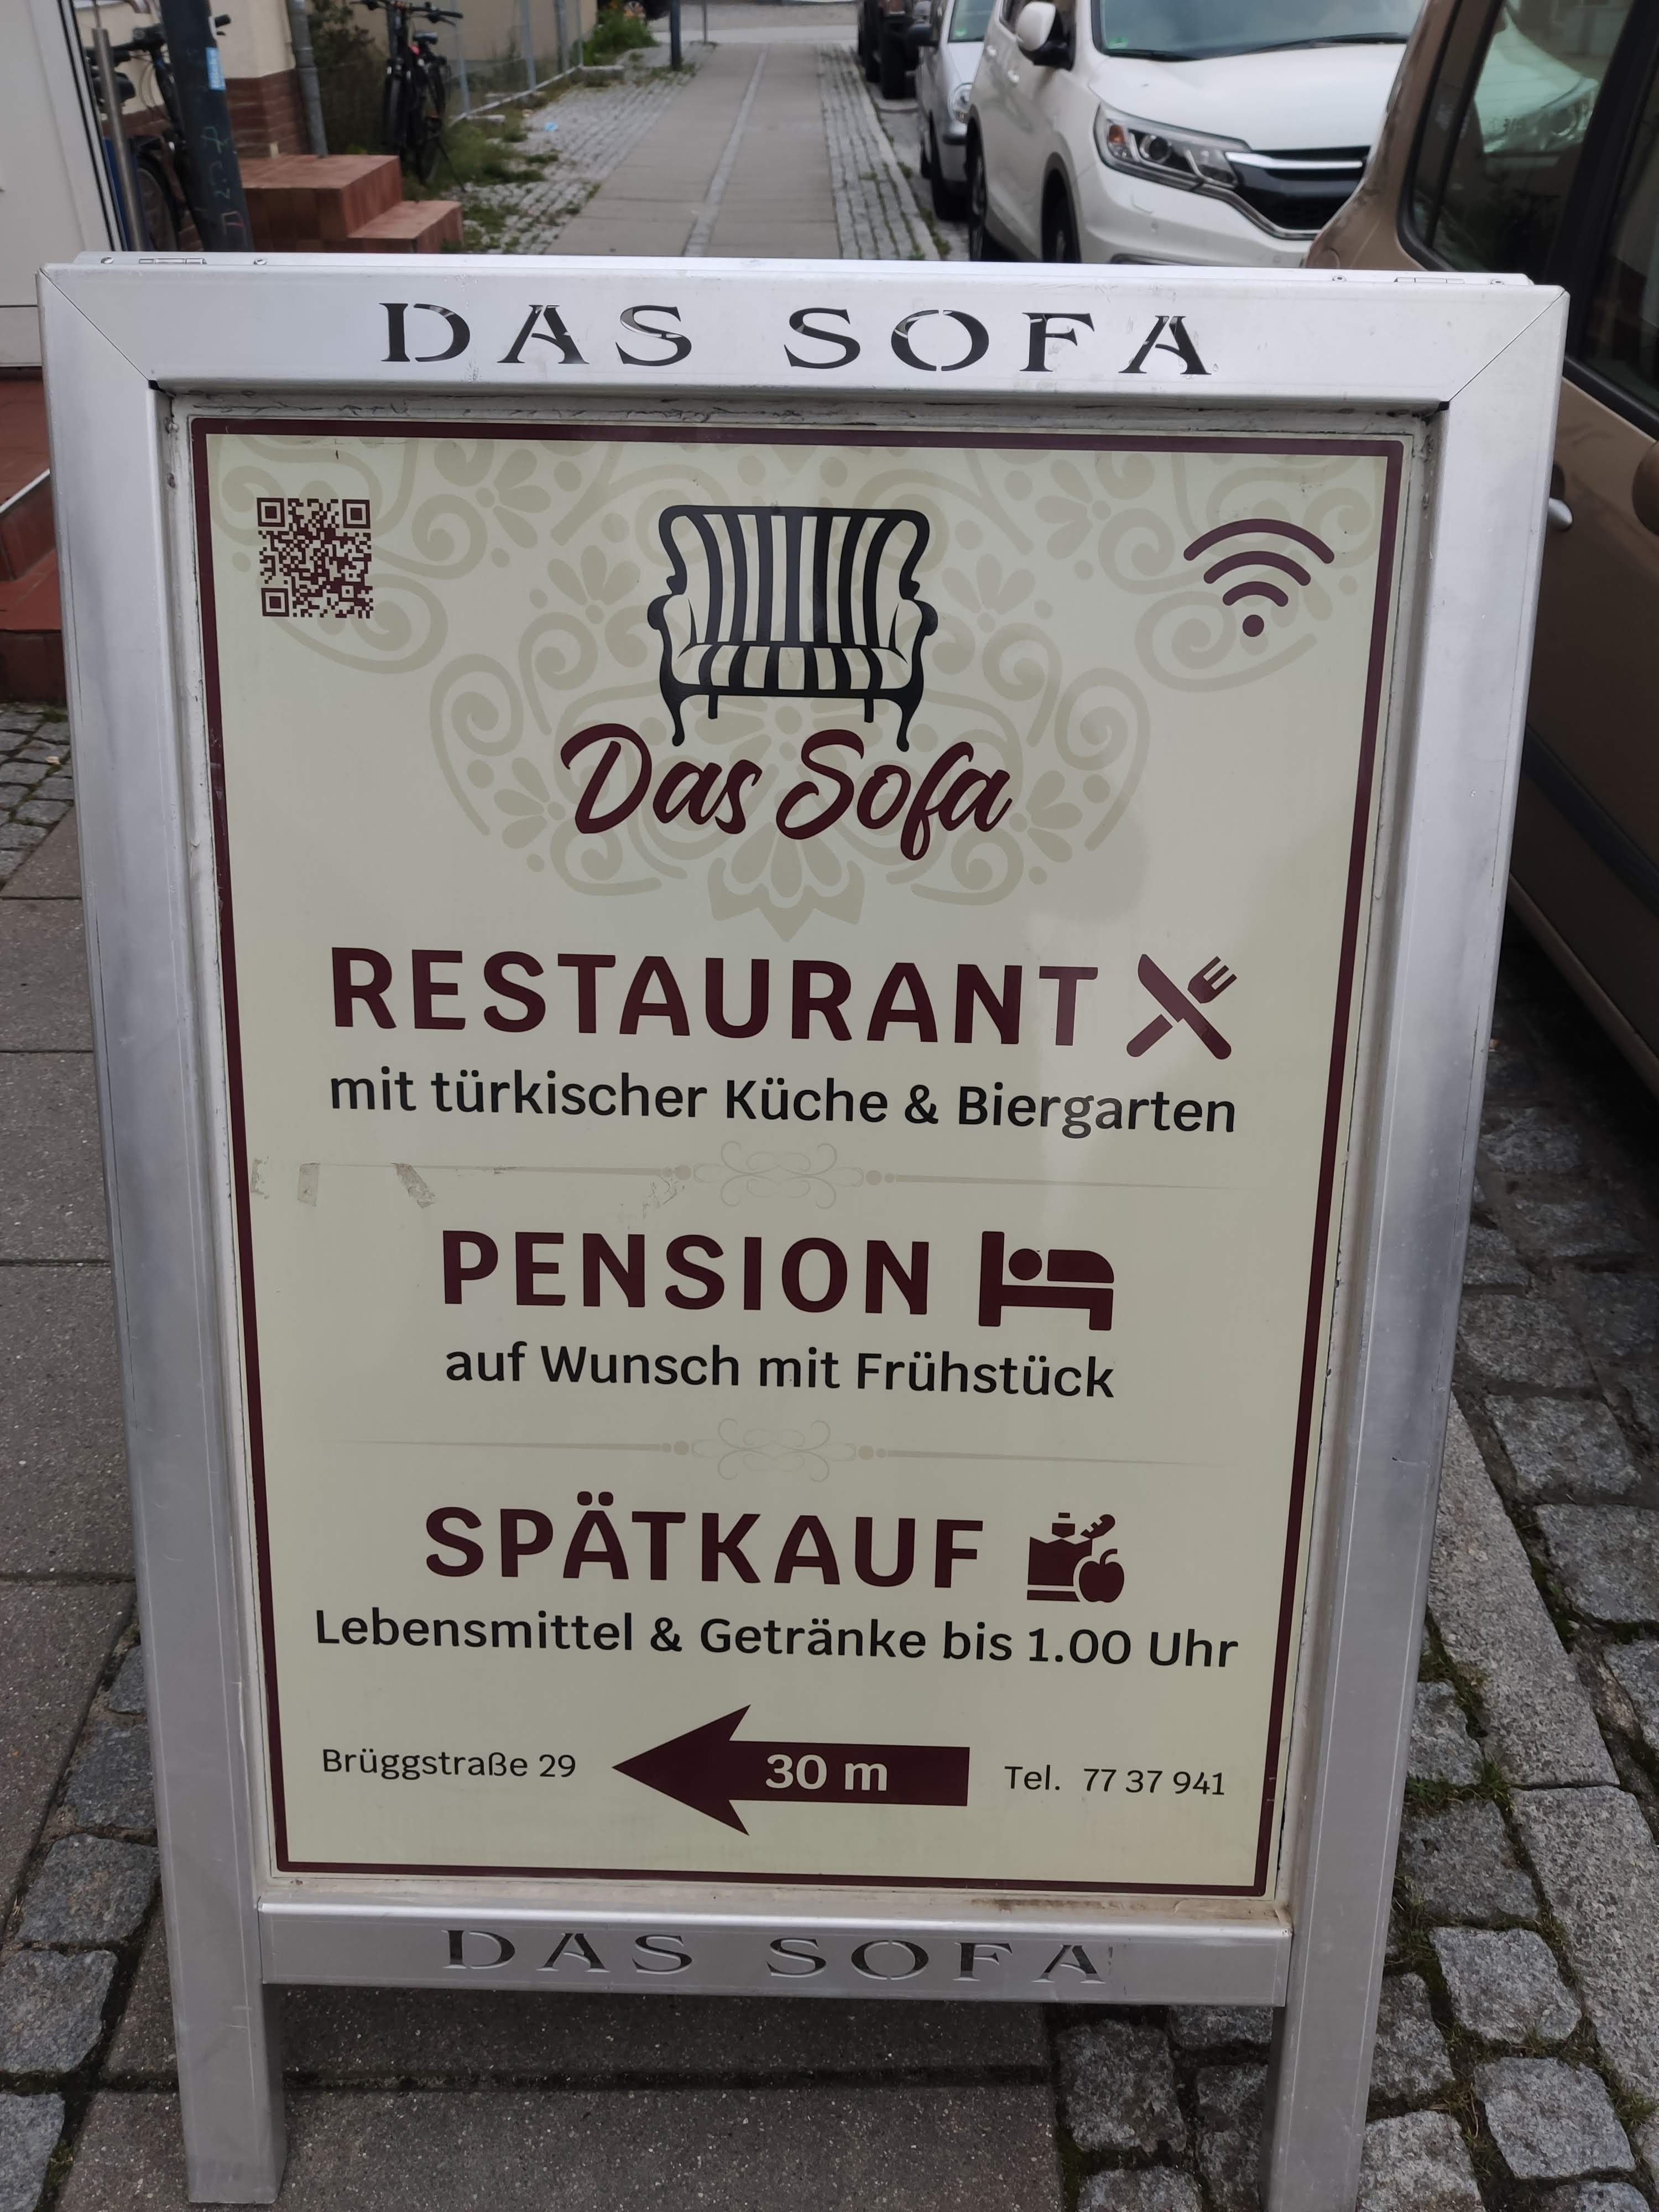 DAS SOFA
Das Sofa
RESTAURANT
mit türkischer Küche & Biergarten
PENSION
auf Wunsch mit Frühstück
SPÄTKAUF
Lebensmittel & Getränke bis 1.00 Uhr
Brüggstraße 29
30 m
Tel. 77 37 941
DAS SOFA